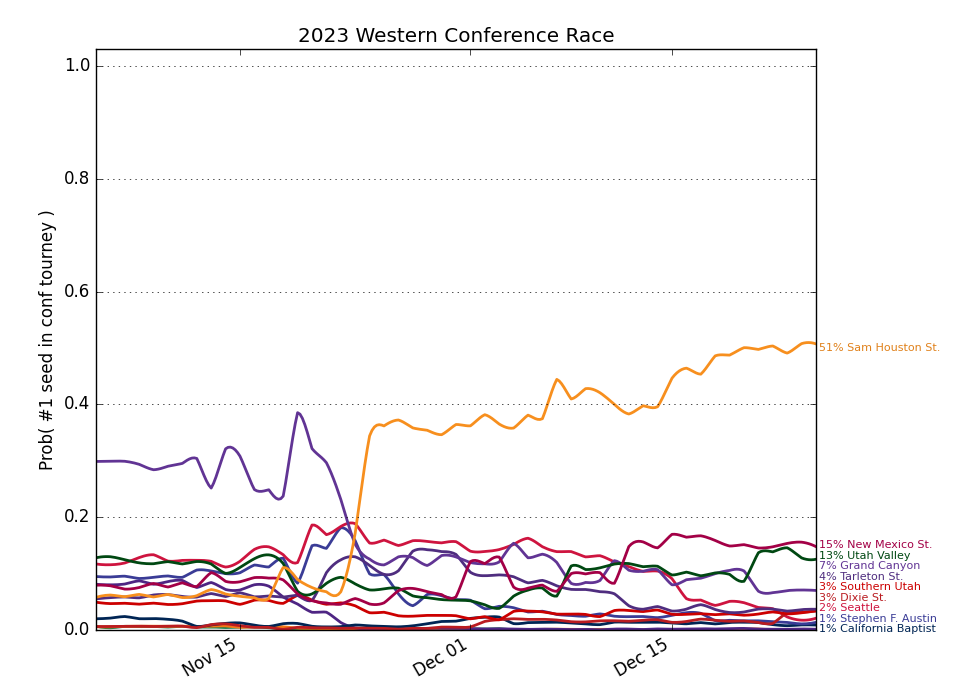 2023 Western Conference Race
Prob( #1 seed in conf tourney )
1.0
0.8
0.6
0.4
0.2
0.0
Nov 15
Dec 01
Dec 15
51% Sam Houston St.
15% New Mexico St.
13% Utah Valley
7% Grand Canyon
4% Tarleton St.
3% Southern Utah
3% Dixie St.
2% Seattle
1% Stephen F. Austin
1% California Baptist